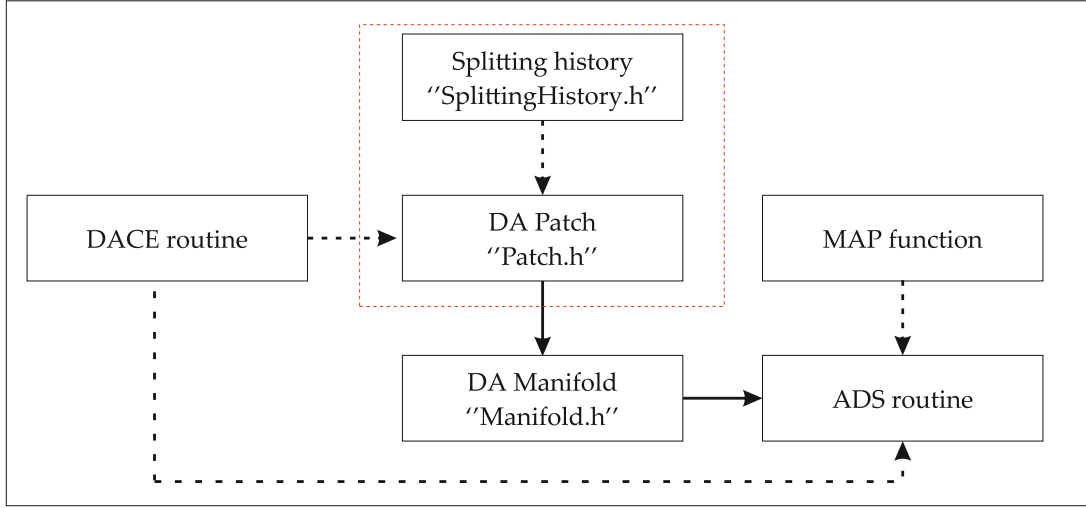 Splitting history
‘’SplittingHistory.h’’
DACE routine
DA Patch
‘’Patch.h’’
MAP function
DA Manifold
‘’Manifold.h’’
ADS routine